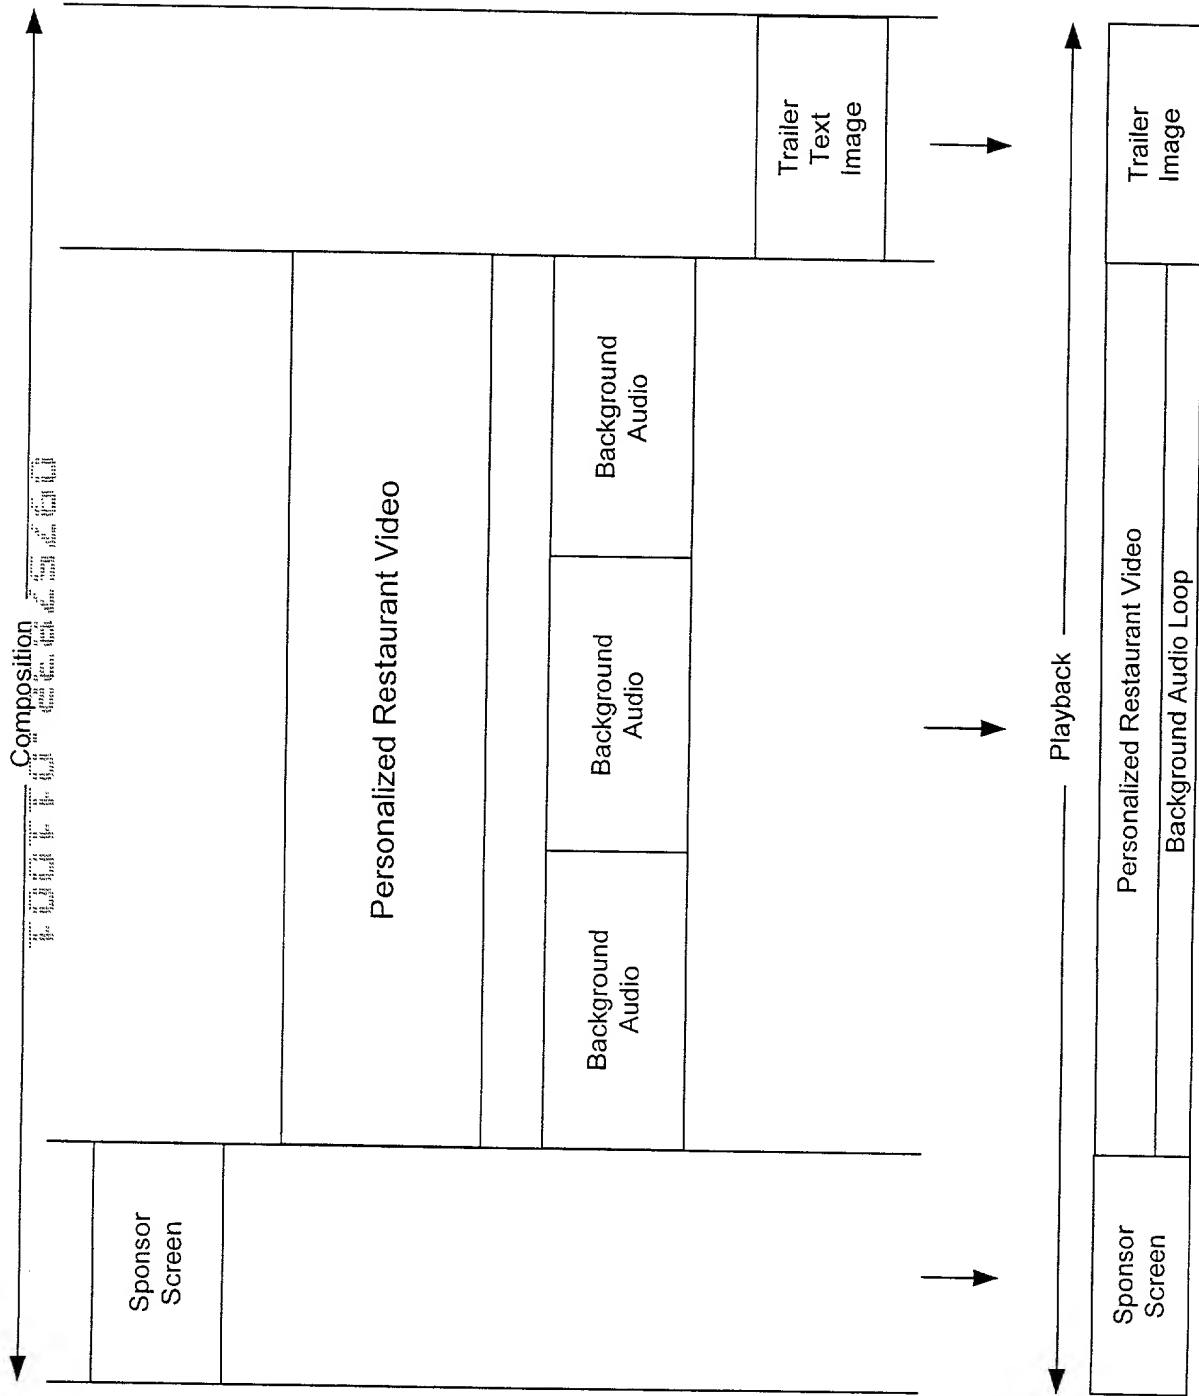 Composition
Sponsor
Screen
Personalized Restaurant Video
Background
Audio
Background
Audio
Background
Audio
Trailer
Text
Image
Playback
Sponsor
Screen
Personalized Restaurant Video
Background Audio Loop
Trailer
Image